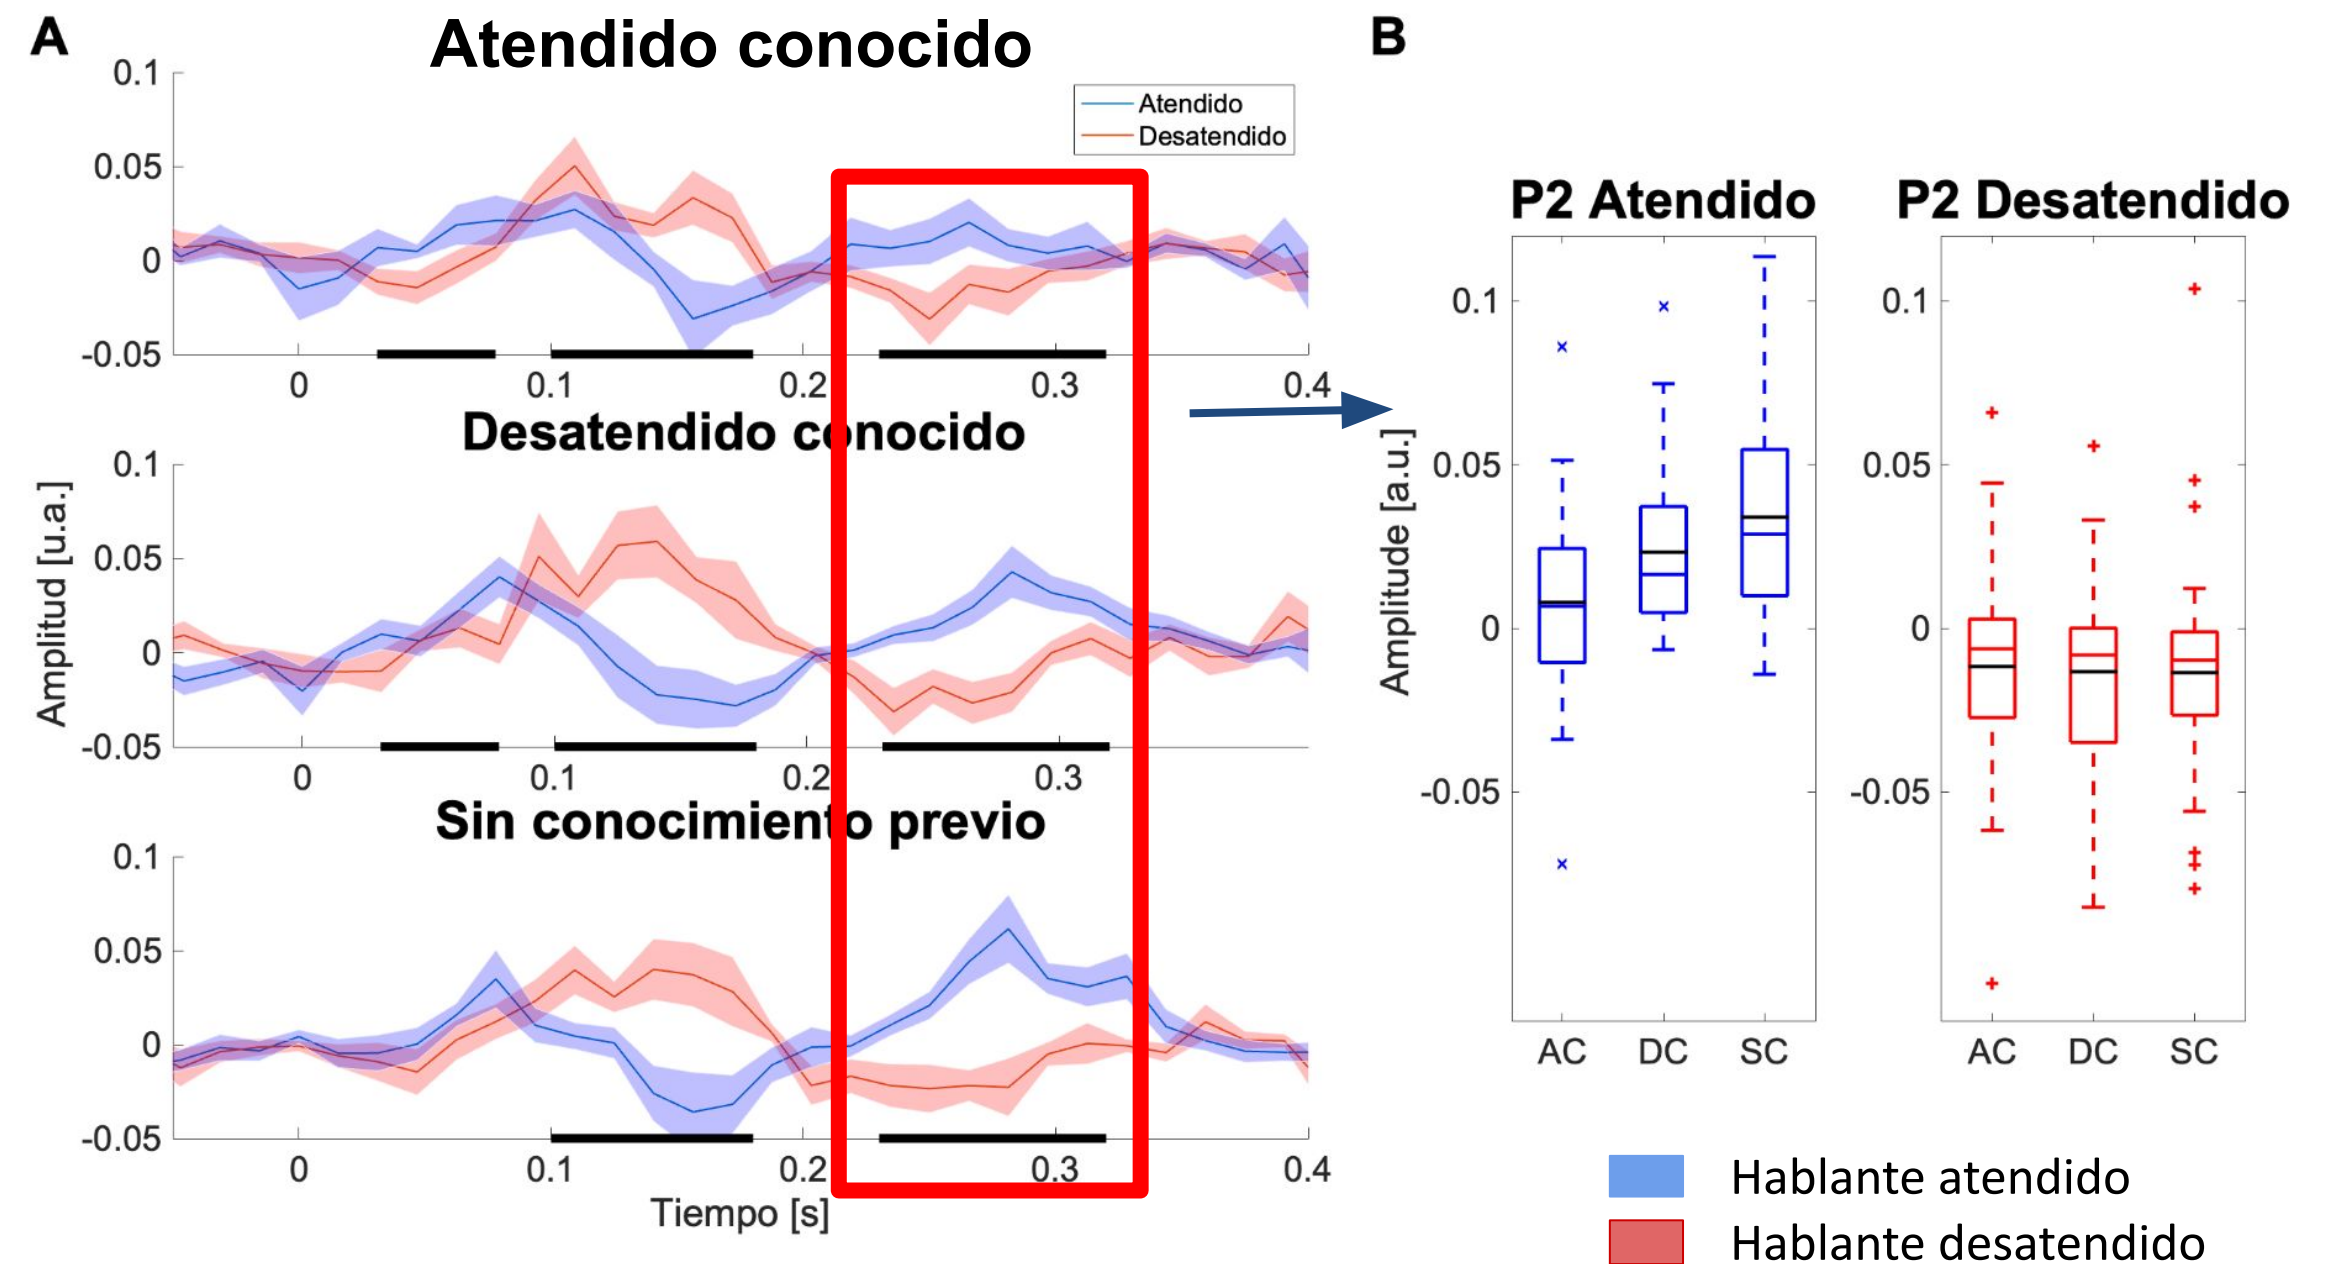 A
Atendido conocido
0.1
0.05
0
-0.05
Atendido
Desatendido
0
0.1
0.2
0.3
0.4
Desatendido conocido
Amplitud [u.a.]
0.1
0.05
0
-0.05
0
0.1
0.2
0.3
Sin conocimiento previo
0.1
0.05
0
-0.05
0
0.1
0.2
0.3
0.4
Tiempo [s]
B
P2 Atendido
Amplitude [a.u.]
0.1
0.05
0
-0.05
AC DC SC
P2 Desatendido
0.1
0.05
0
-0.05
AC DC SC
Hablante atendido
Hablante desatendido